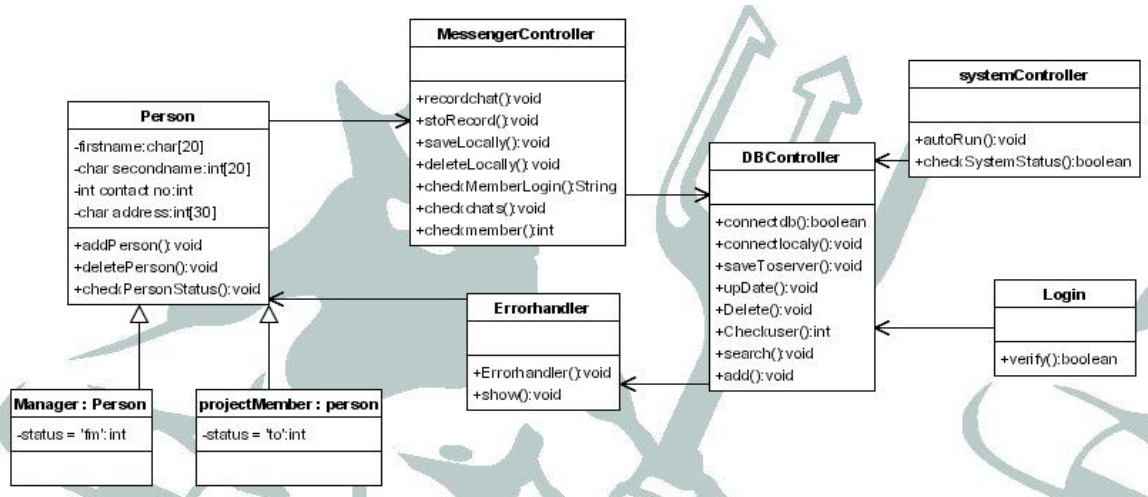 MessengerController
+recordchat():void
+stoRecord():void
+saveLocally():void
+deleteLocally():void
+checkMemberLogin():String
+checkchats():void
+checkmember():int
Person
-firstname:char[20]
-char secondname:int[20]
-int contact no:int
-char address:int[30]
+addPerson():void
+deletePerson():void
+checkPersonStatus():void
systemController
+autoRun():void
+checkSystemStatus():boolean
DBController
+connectdb():boolean
+connectlocaly():void
+saveToserver():void
+upDate():void
+Delete():void
+Checkuser():int
+search():void
+add():void
Errorhandler
+Errorhandler():void
+show():void
Login
+verify():boolean
Manager : Person
-status = 'fm':int
projectMember : person
-status = 'to':int